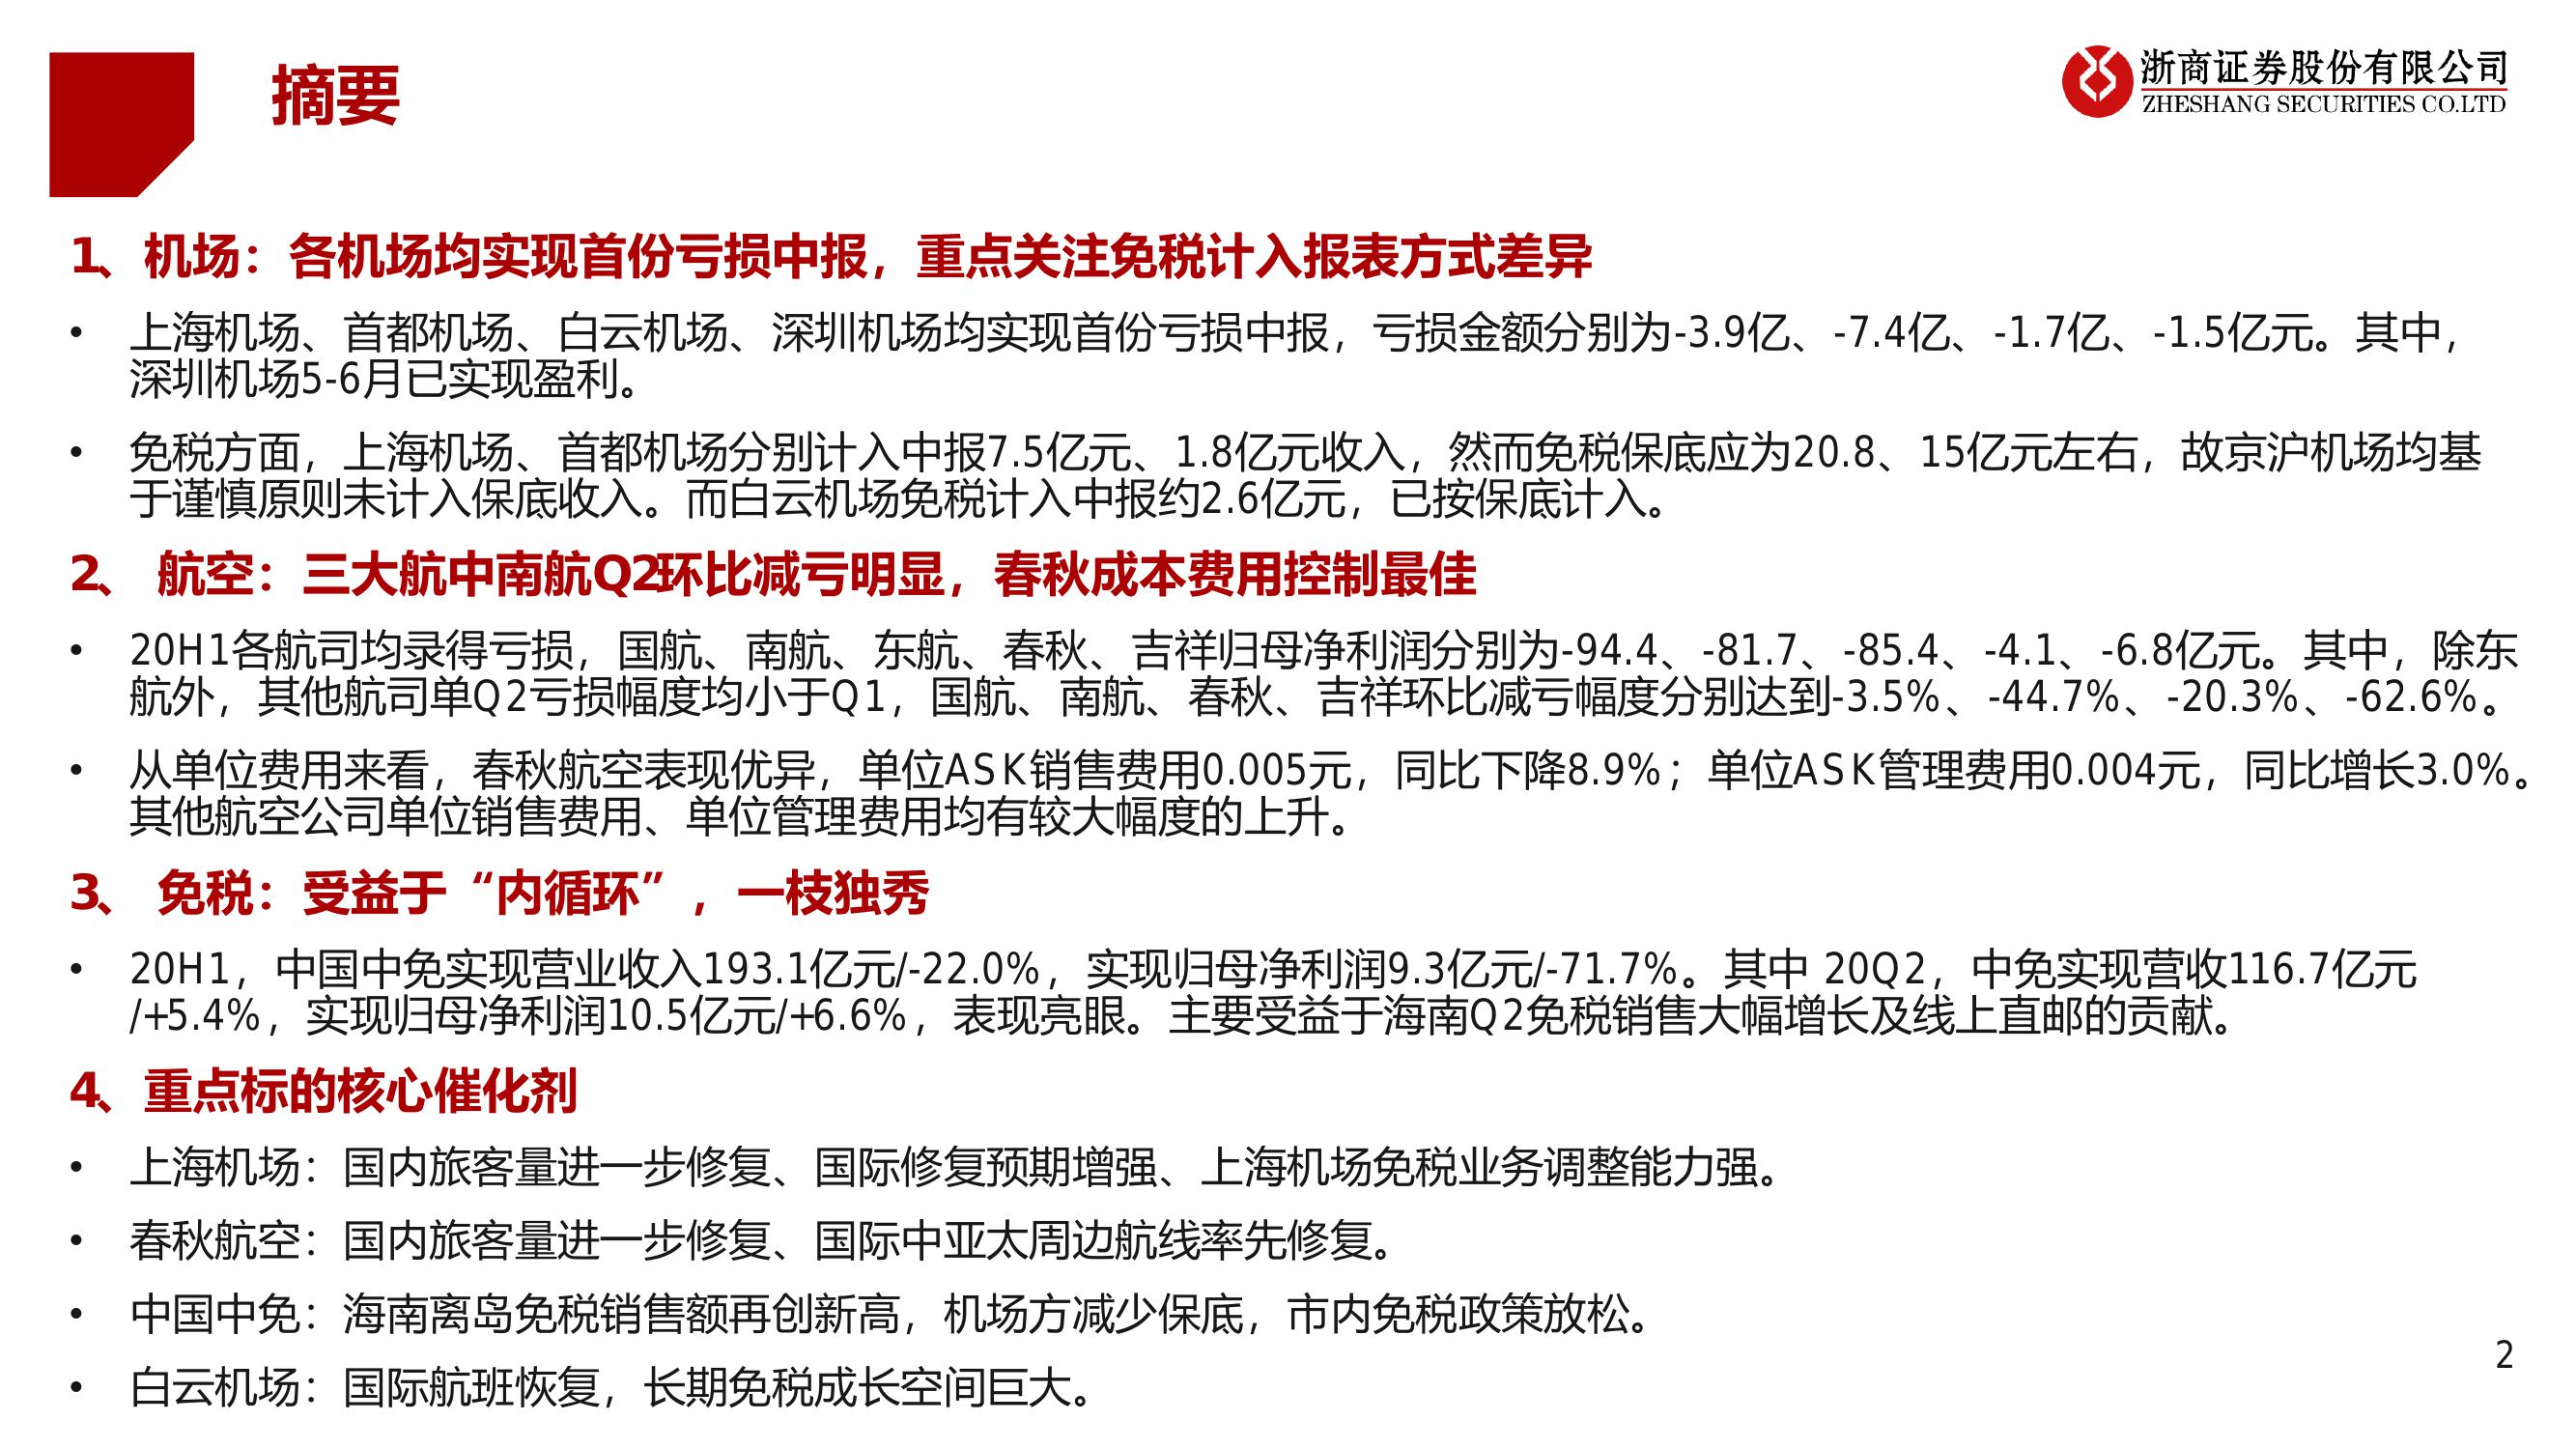 摘要
浙商证券股份有限公司
ZHESHANG SECURITIES CO.LTD
1、机场：各机场均实现首份亏损中报，重点关注免税计入报表方式差异
• 上海机场、首都机场、白云机场、深圳机场均实现首份亏损中报，亏损金额分别为-3.9亿、-7.4亿、-1.7亿、-1.5亿元。其中，
深圳机场5-6月已实现盈利。
• 免税方面，上海机场、首都机场分别计入中报7.5亿元、1.8亿元收入，然而免税保底应为20.8、15亿元左右，故京沪机场均基
于谨慎原则未计入保底收入。而白云机场免税计入中报约2.6亿元，已按保底计入。
2、 航空：三大航中南航Q2环比减亏明显，春秋成本费用控制最佳
• 20H1各航司均录得亏损，国航、南航、东航、春秋、吉祥归母净利润分别为-94.4、-81.7、-85.4、-4.1、-6.8亿元。其中，除东
航外，其他航司单Q2亏损幅度均小于Q1，国航、南航、春秋、吉祥环比减亏幅度分别达到-3.5%、-44.7%、-20.3%、-62.6%。
• 从单位费用来看，春秋航空表现优异，单位ASK销售费用0.005元，同比下降8.9%；单位ASK管理费用0.004元，同比增长3.0%。
其他航空公司单位销售费用、单位管理费用均有较大幅度的上升。
3、 免税：受益于“内循环”，一枝独秀
• 20H1，中国中免实现营业收入193.1亿元/-22.0%，实现归母净利润9.3亿元/-71.7%。其中 20Q2，中免实现营收116.7亿元
/+5.4%，实现归母净利润10.5亿元/+6.6%，表现亮眼。主要受益于海南Q2免税销售大幅增长及线上直邮的贡献。
4、重点标的核心催化剂
• 上海机场：国内旅客量进一步修复、国际修复预期增强、上海机场免税业务调整能力强。
• 春秋航空：国内旅客量进一步修复、国际中亚太周边航线率先修复。
• 中国中免：海南离岛免税销售额再创新高，机场方减少保底，市内免税政策放松。
• 白云机场：国际航班恢复，长期免税成长空间巨大。
2